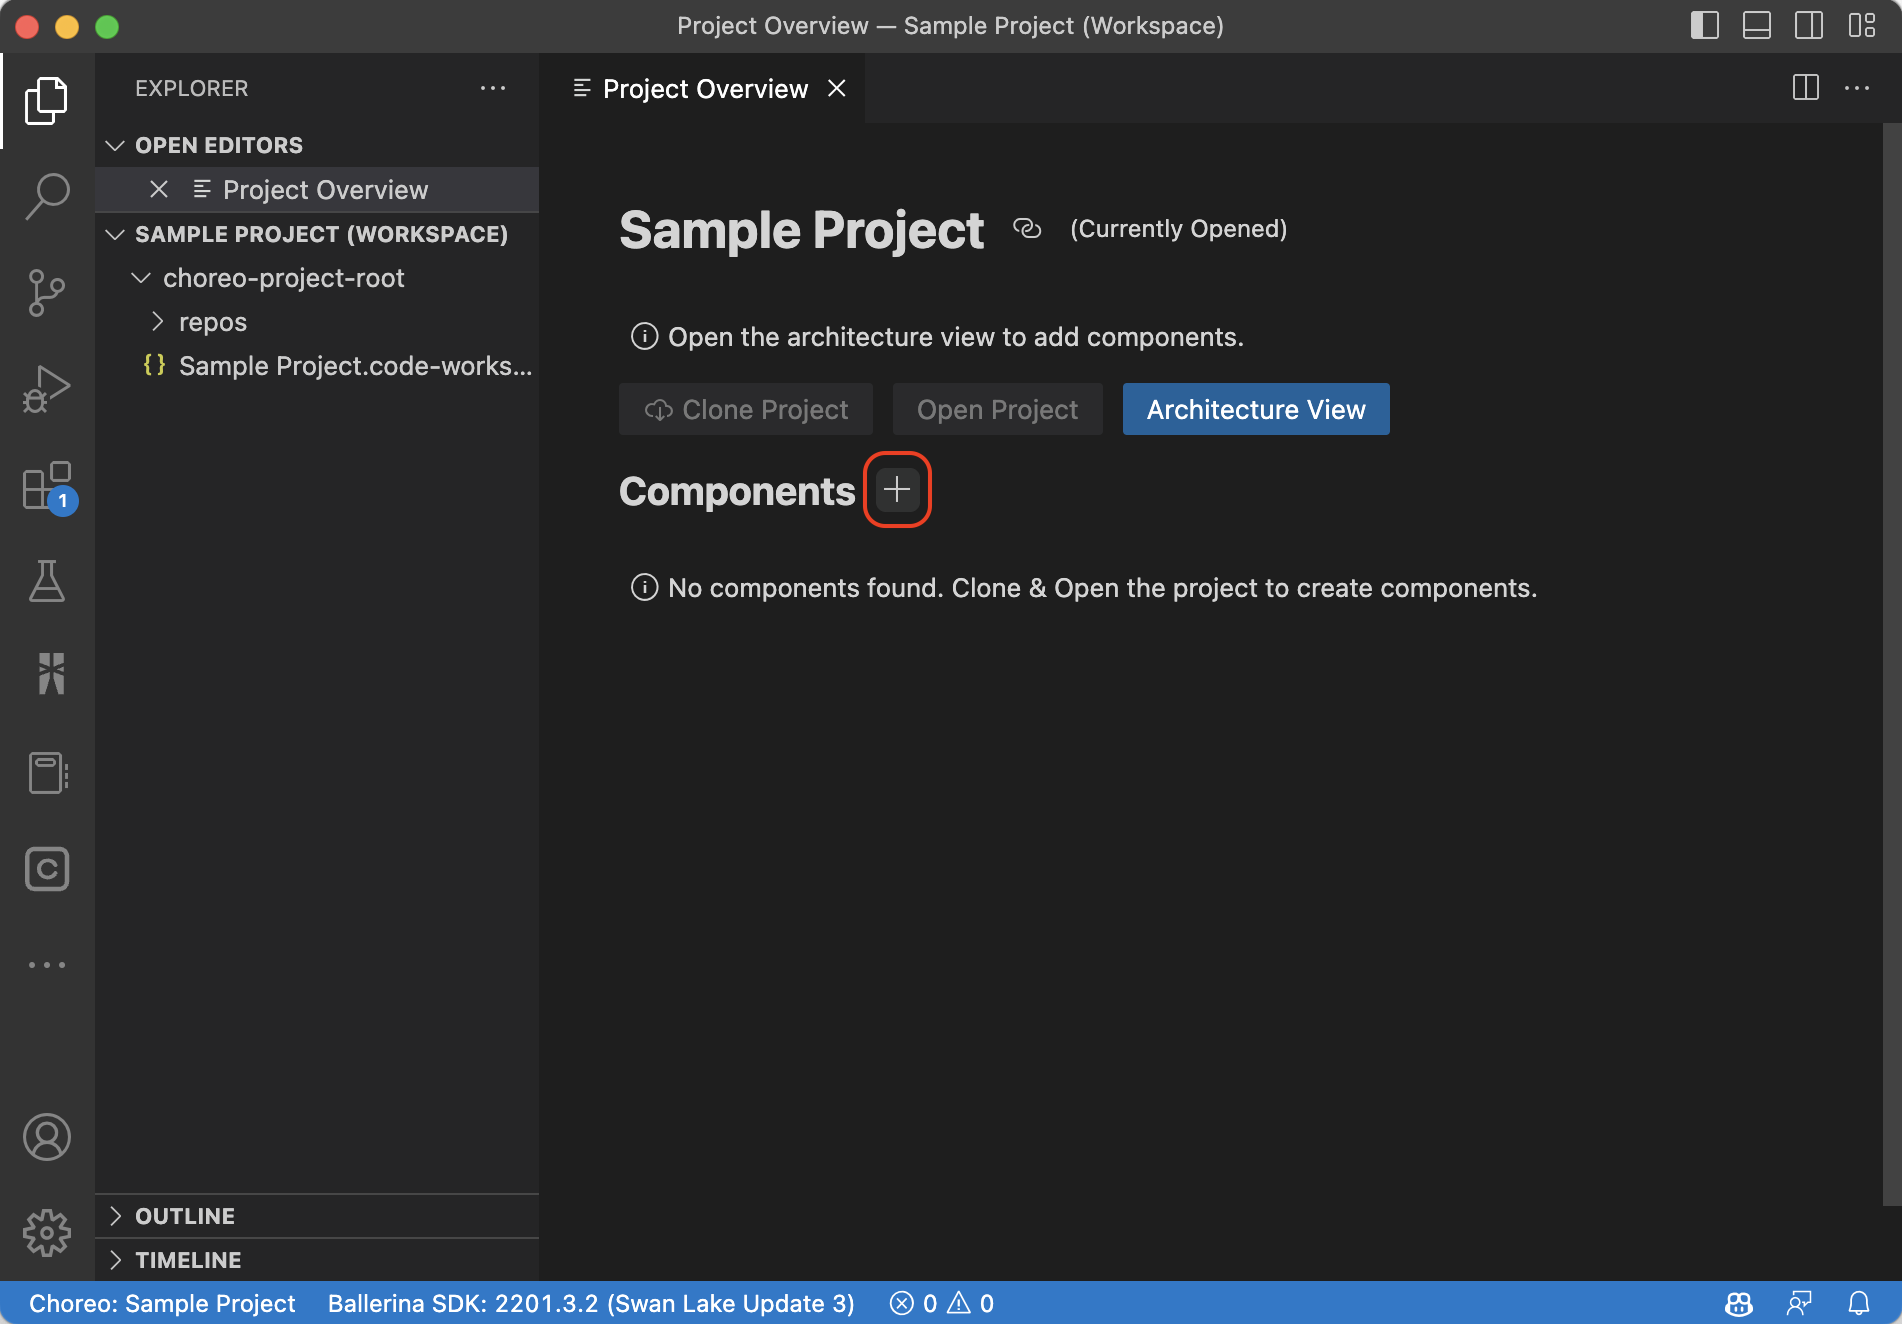 Project Overview — Sample Project (Workspace)
EXPLORER
OPEN EDITORS
Project Overview
SAMPLE PROJECT (WORKSPACE)
choreo-project-root
repos
{} Sample Project.code-works...
1
C
OUTLINE
TIMELINE
Project Overview
Sample Project (Currently Opened)
Open the architecture view to add components.
Clone Project Open Project Architecture View
Components +
No components found. Clone & Open the project to create components.
Choreo: Sample Project Ballerina SDK: 2201.3.2 (Swan Lake Update 3) 0 0